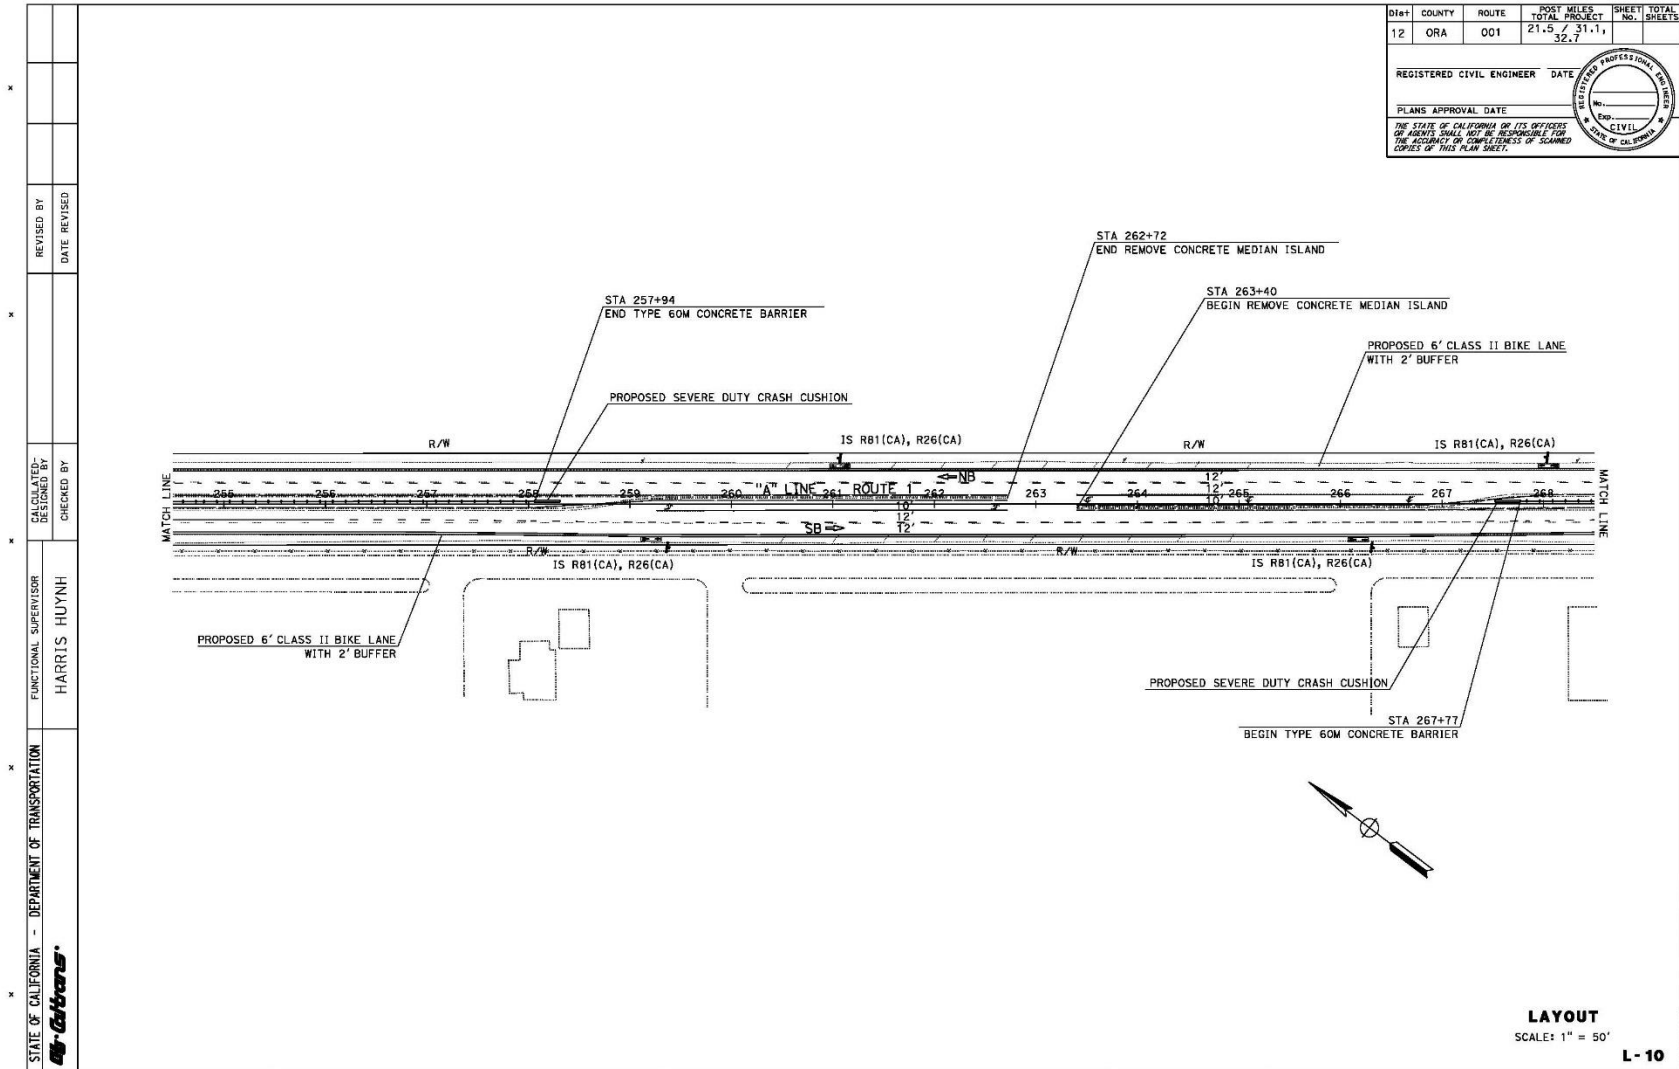 Dist COUNTY ROUTE POST MILES TOTAL PROJECT SHEET No. TOTAL SHEETS
12 ORA 001 21.5 / 31.1, 32.7
REGISTERED CIVIL ENGINEER DATE
PLANS APPROVAL DATE
THE STATE OF CALIFORNIA OR ITS OFFICERS
OR AGENTS SHALL NOT BE RESPONSIBLE FOR
THE ACCURACY OR COMPLETENESS OF SCANNED
COPIES OF THIS PLAN SHEET.
REGISTERED PROFESSIONAL ENGINEER
No.
Exp.
CIVIL
STATE OF CALIFORNIA
REVISED BY
DATE REVISED
CALCULATED-
DESIGNED BY
CHECKED BY
FUNCTIONAL SUPERVISOR
HARRIS HUYNH
STATE OF CALIFORNIA - DEPARTMENT OF TRANSPORTATION
Caltrans
STA 262+72
END REMOVE CONCRETE MEDIAN ISLAND
STA 263+40
BEGIN REMOVE CONCRETE MEDIAN ISLAND
STA 257+94
END TYPE 60M CONCRETE BARRIER
PROPOSED 6' CLASS II BIKE LANE
WITH 2' BUFFER
PROPOSED SEVERE DUTY CRASH CUSHION
R/W
IS R81(CA), R26(CA)
R/W
IS R81(CA), R26(CA)
MATCH LINE
NB
12'
12'
MATCH LINE
255 256 257 258 259 260 261 262 263 264 265 266 267 268
"A" LINE ROUTE 1
10'
10'
12'
SB
12'
R/W
R/W
IS R81(CA), R26(CA)
IS R81(CA), R26(CA)
PROPOSED 6' CLASS II BIKE LANE
WITH 2' BUFFER
PROPOSED SEVERE DUTY CRASH CUSHION
STA 267+77
BEGIN TYPE 60M CONCRETE BARRIER
LAYOUT
SCALE: 1" = 50'
L-10